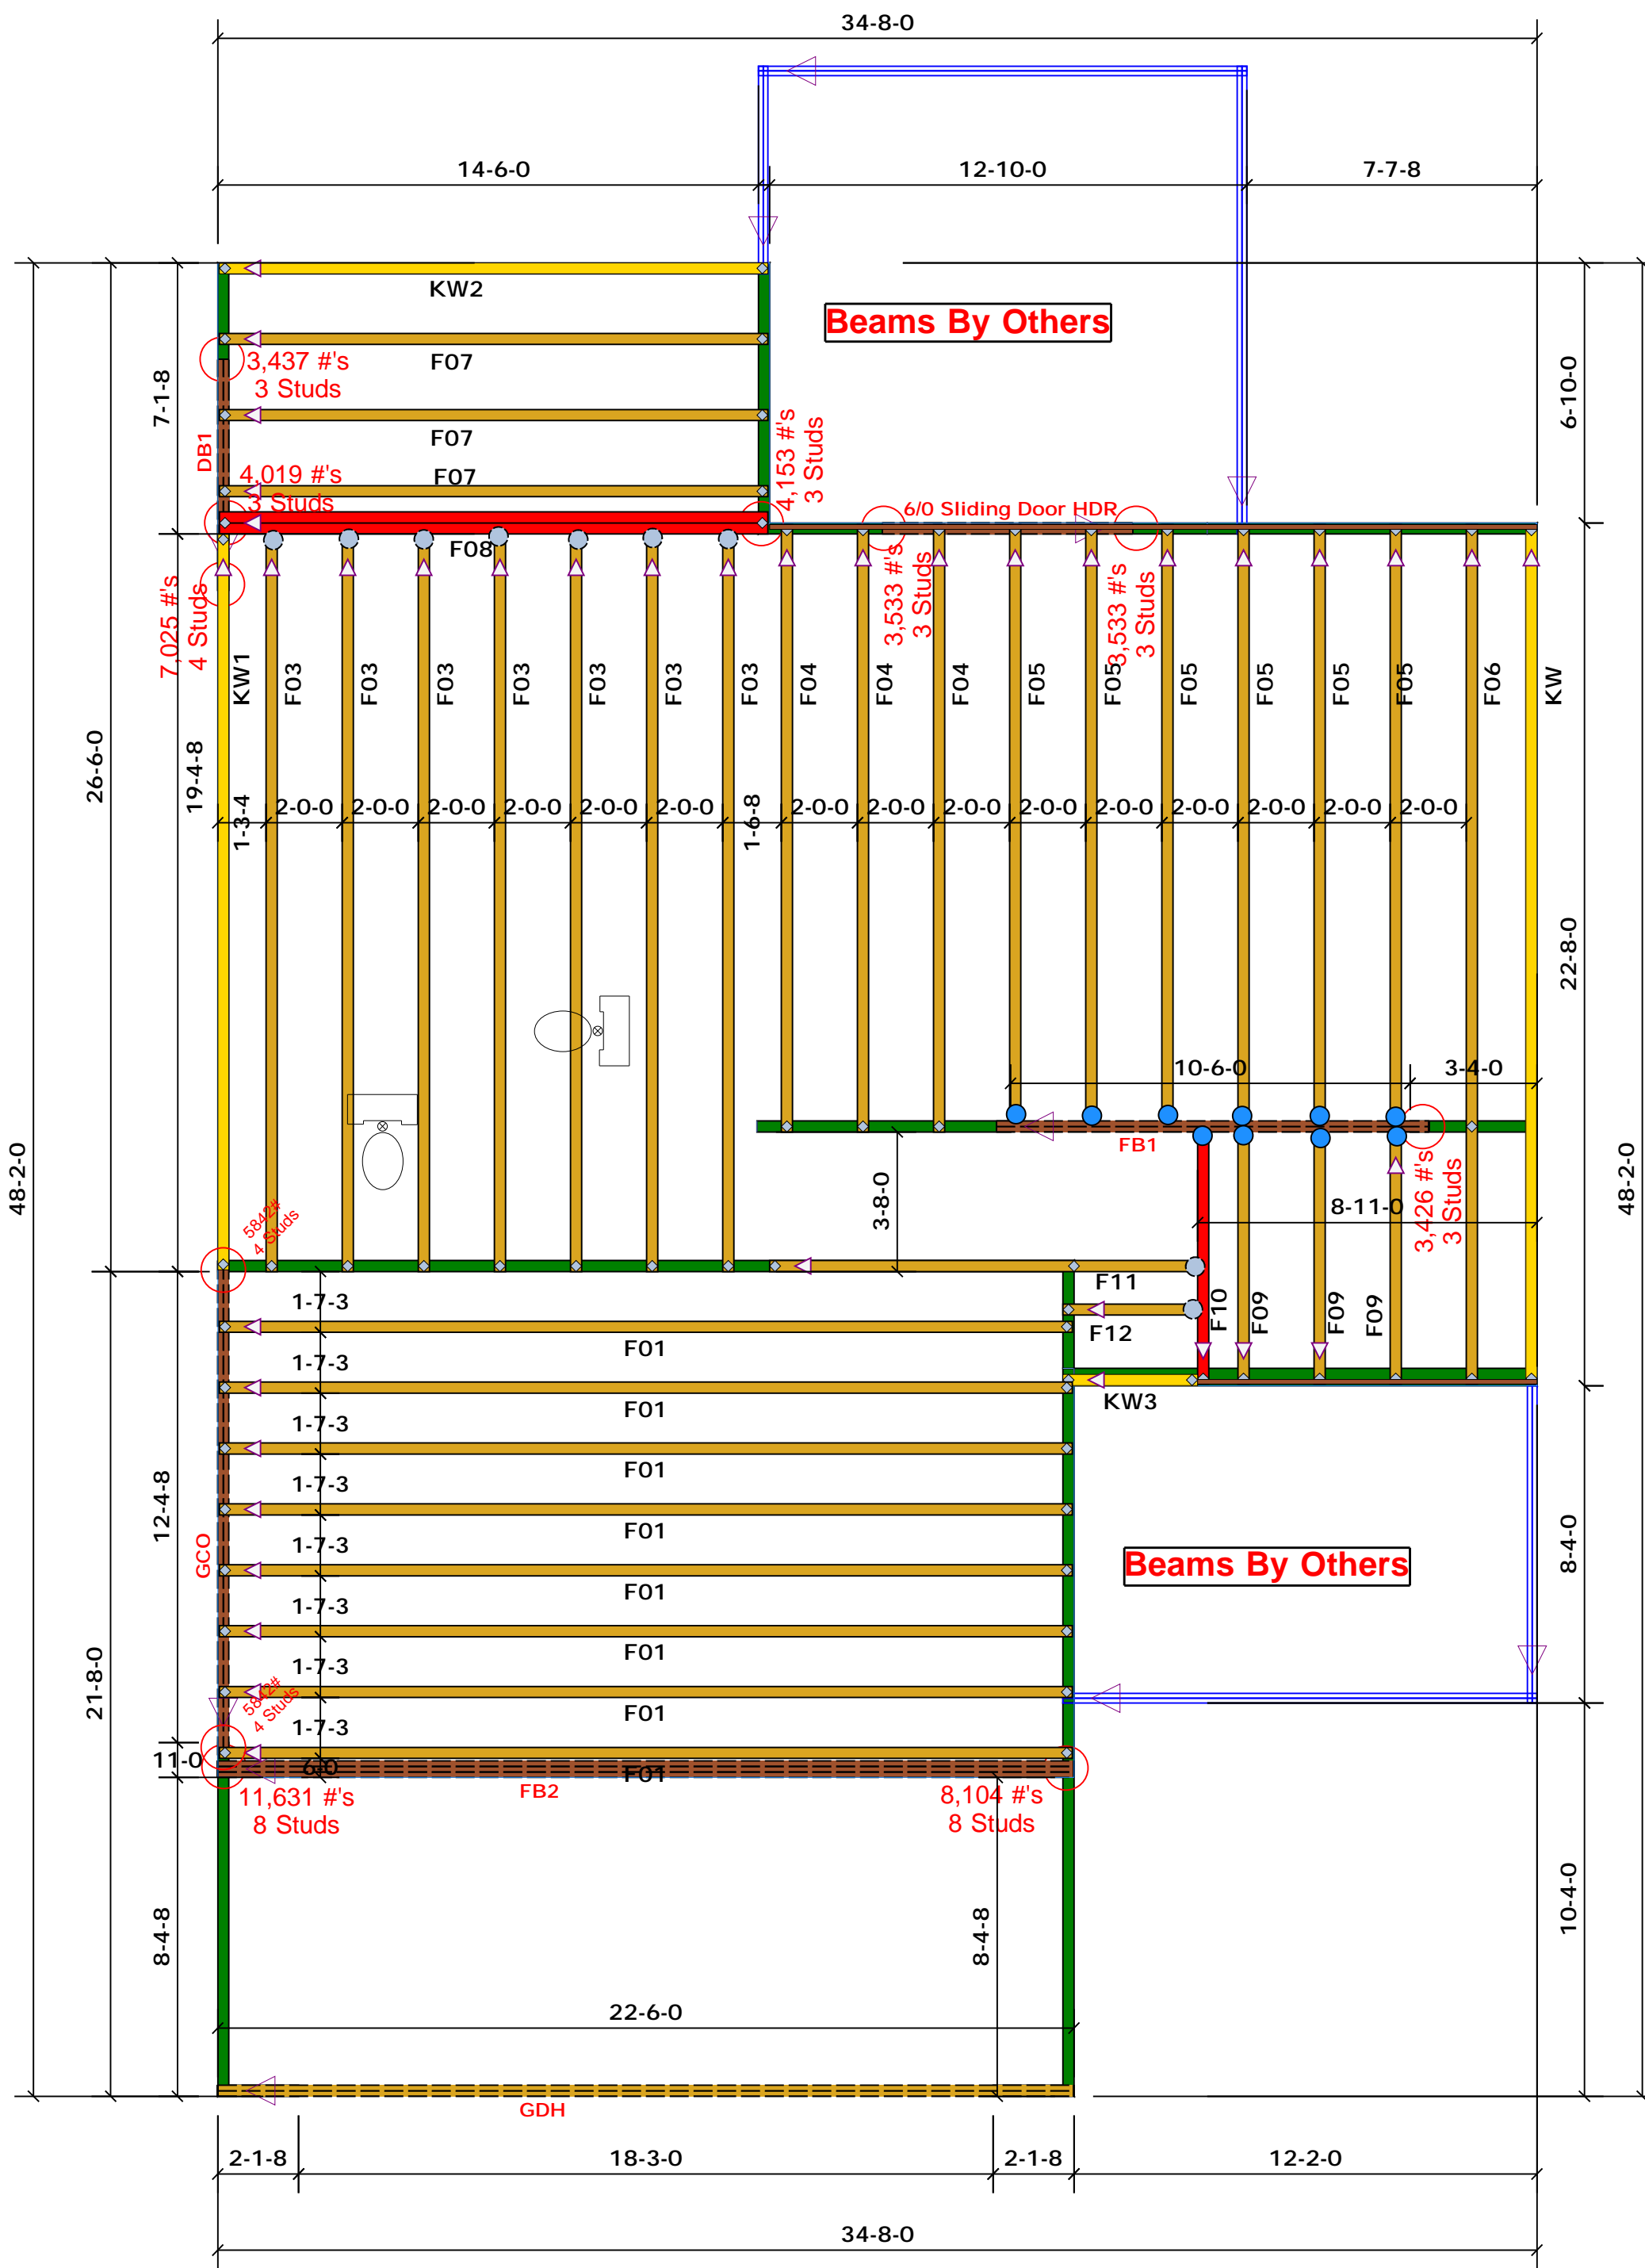 34-8-0
14-6-0
12-10-0
7-7-8
KW2
Beams By Others
3,437 #'s
3 Studs
F07
7-1-8
6-10-0
DB1
F07
F07
4,019 #'s
3 Studs
4,153 #'s
3 Studs
6/0 Sliding Door HDR
F08
7,025 #'s
4 Studs
3,533 #'s
3 Studs
3,533 #'s
3 Studs
KW1
F03
F03
F03
F03
F03
F03
F03
F04
F04
F04
F05
F05
F05
F05
F05
F05
F06
KW
26-6-0
19-4-8
1-3-4
2-0-0
2-0-0
2-0-0
2-0-0
2-0-0
2-0-0
1-6-8
2-0-0
2-0-0
2-0-0
2-0-0
2-0-0
2-0-0
2-0-0
2-0-0
2-0-0
22-8-0
10-6-0
3-4-0
FB1
48-2-0
48-2-0
3-8-0
3,426 #'s
3 Studs
8-11-0
5842#
4 Studs
F11
F12
F10
F09
F09
F09
KW3
1-7-3
F01
1-7-3
F01
1-7-3
F01
1-7-3
F01
1-7-3
F01
1-7-3
F01
1-7-3
F01
1-7-3
F01
12-4-8
GCO
Beams By Others
8-4-0
21-8-0
5842#
4 Studs
11-0
6-0
FB2
11,631 #'s
8 Studs
8,104 #'s
8 Studs
8-4-8
8-4-8
10-4-0
22-6-0
GDH
2-1-8
18-3-0
2-1-8
12-2-0
34-8-0